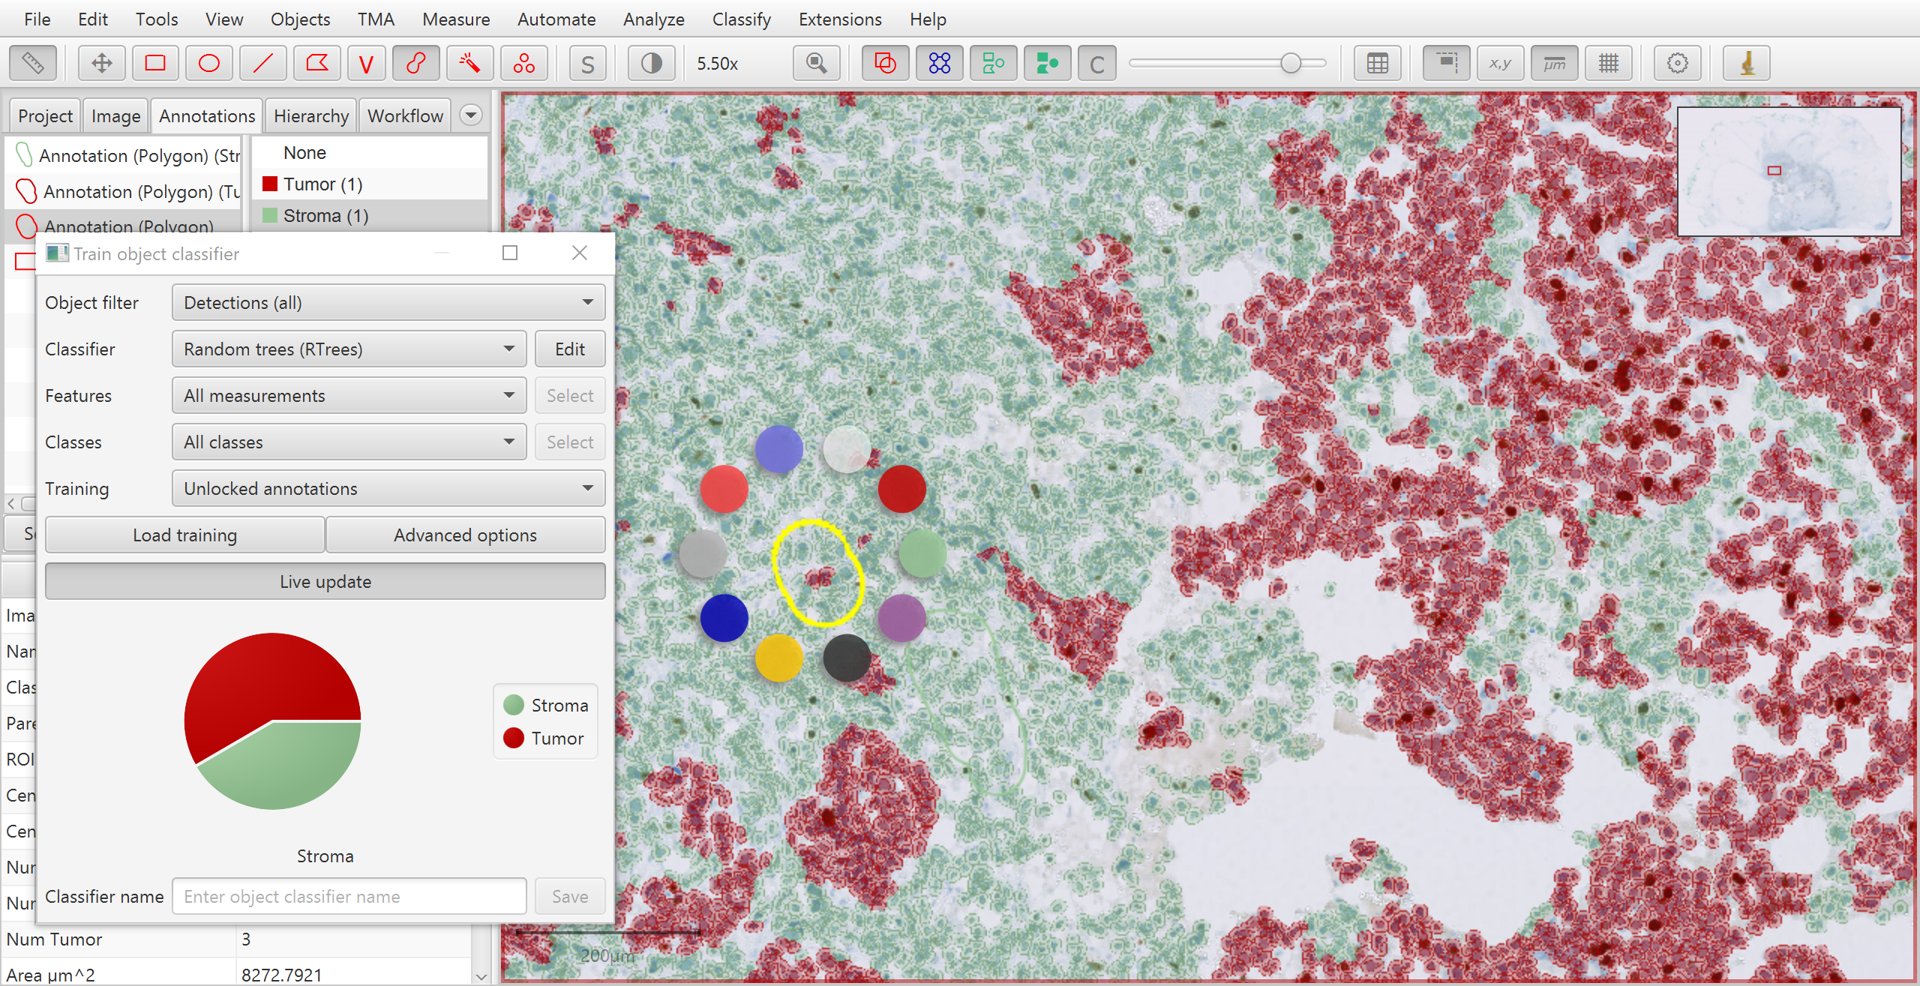 File Edit Tools View Objects TMA Measure Automate Analyze Classify Extensions Help
V S 5.50x C x,y μm
Project Image Annotations Hierarchy Workflow
Annotation (Polygon) (Str
None
Annotation (Polygon) (Tu
Tumor (1)
Annotation (Polygon)
Stroma (1)
Train object classifier
Object filter Detections (all)
Classifier Random trees (RTrees) Edit
Features All measurements Select
Classes All classes Select
Training Unlocked annotations
Load training Advanced options
Live update
Ima
Nar
Clas
Pare
ROI
Cen
Cen
Nur
Nur
Stroma
Tumor
Stroma
Classifier name Enter object classifier name Save
Num Tumor 3
Area μm^2 8272.7921
200μm